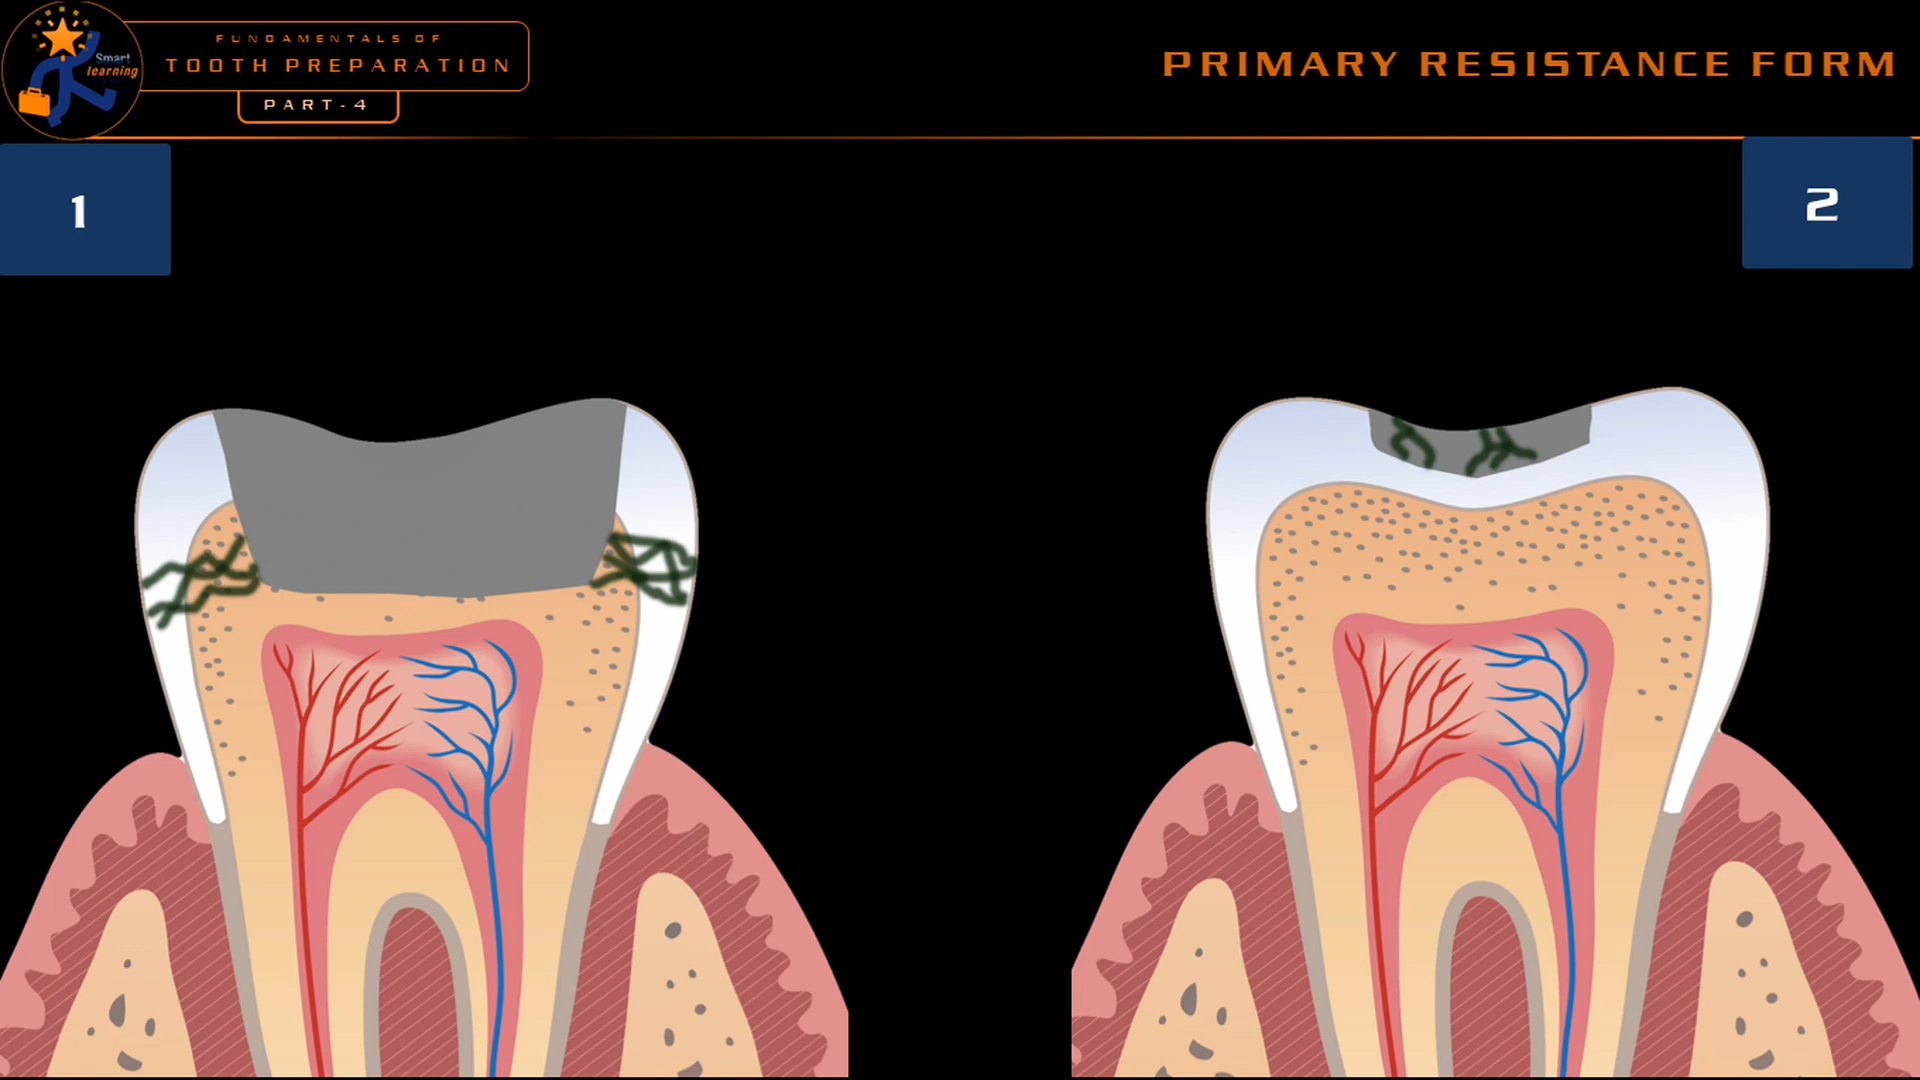 Smart
learning
FUNDAMENTALS OF
TOOTH PREPARATION
PART-4
PRIMARY RESISTANCE FORM
1
2